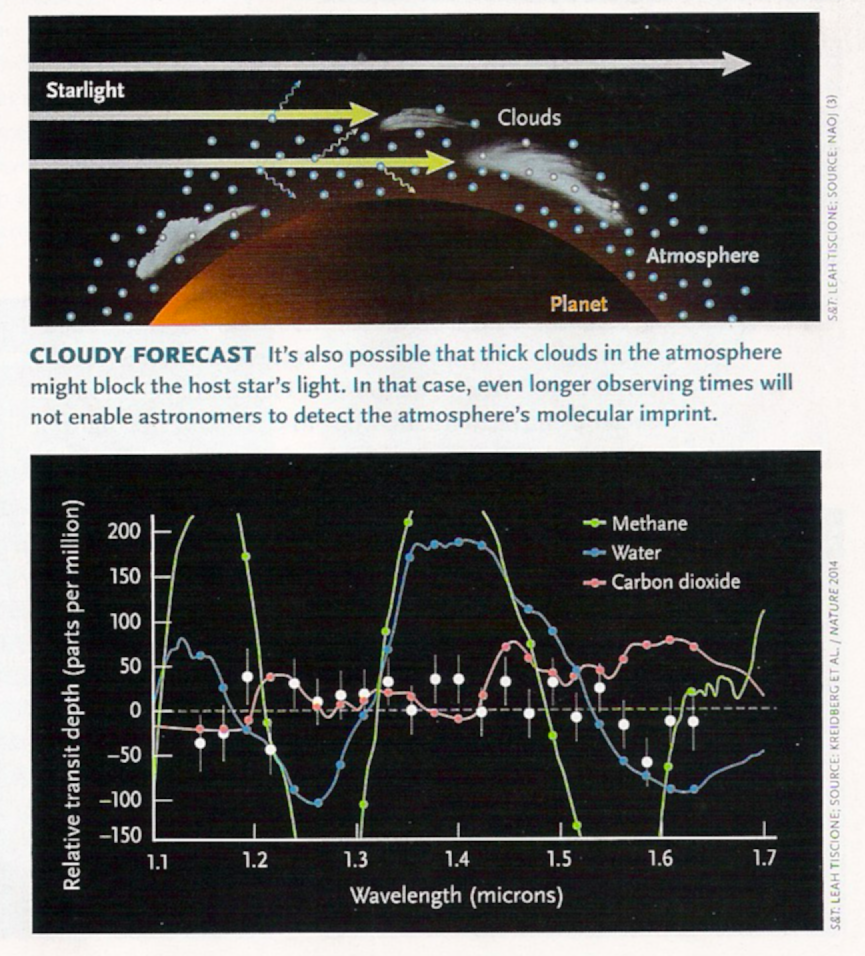 Starlight
Clouds
Atmosphere
Planet
S&T: LEAH TISCIONE; SOURCE: NAOJ (3)
CLOUDY FORECAST It's also possible that thick clouds in the atmosphere
might block the host star's light. In that case, even longer observing times will
not enable astronomers to detect the atmosphere's molecular imprint.
Relative transit depth (parts per million)
200
150
100
50
0
−50
−100
−150
Methane
Water
Carbon dioxide
1.1 1.2 1.3 1.4 1.5 1.6 1.7
Wavelength (microns)
S&T: LEAH TISCIONE; SOURCE: KREIDBERG ET AL. / NATURE 2014